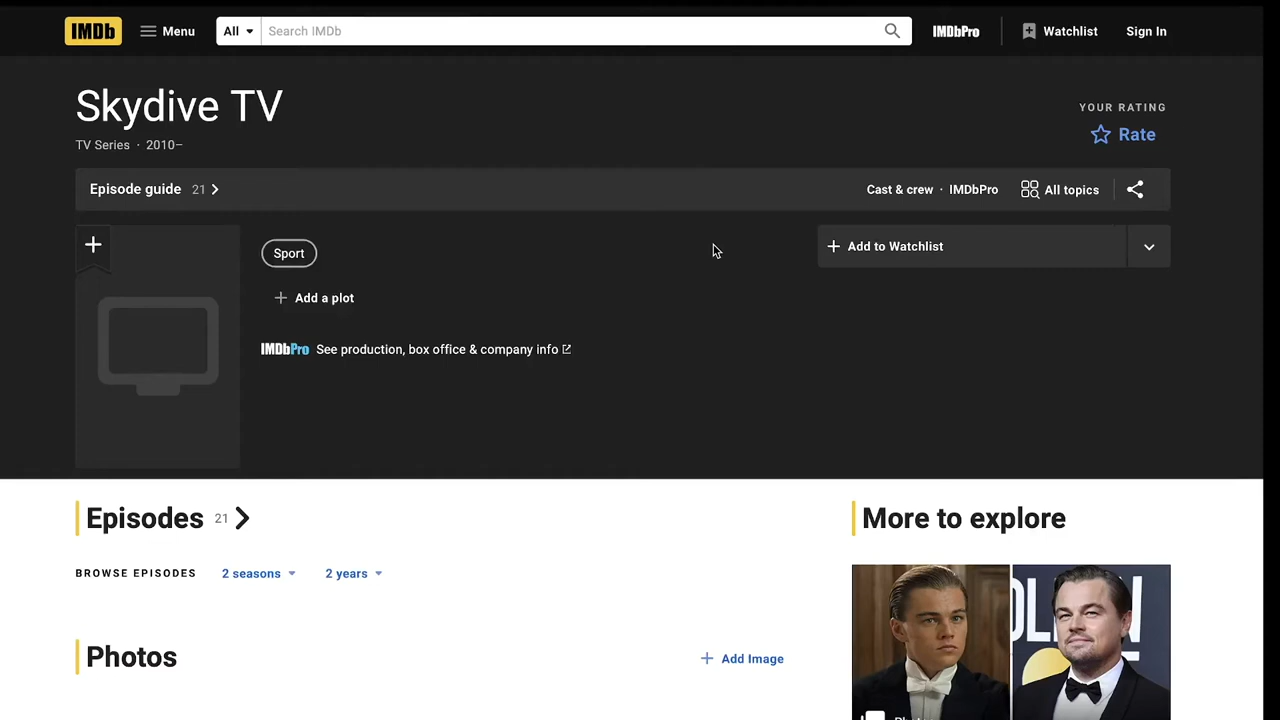 IMDb Menu All Search IMDb IMDbPro Watchlist Sign In
Skydive TV
TV Series · 2010–
YOUR RATING
Rate
Episode guide 21 Cast & crew · IMDbPro All topics
Sport
Add to Watchlist
Add a plot
IMDbPro See production, box office & company info
Episodes 21
More to explore
BROWSE EPISODES 2 seasons 2 years
Photos
Add Image